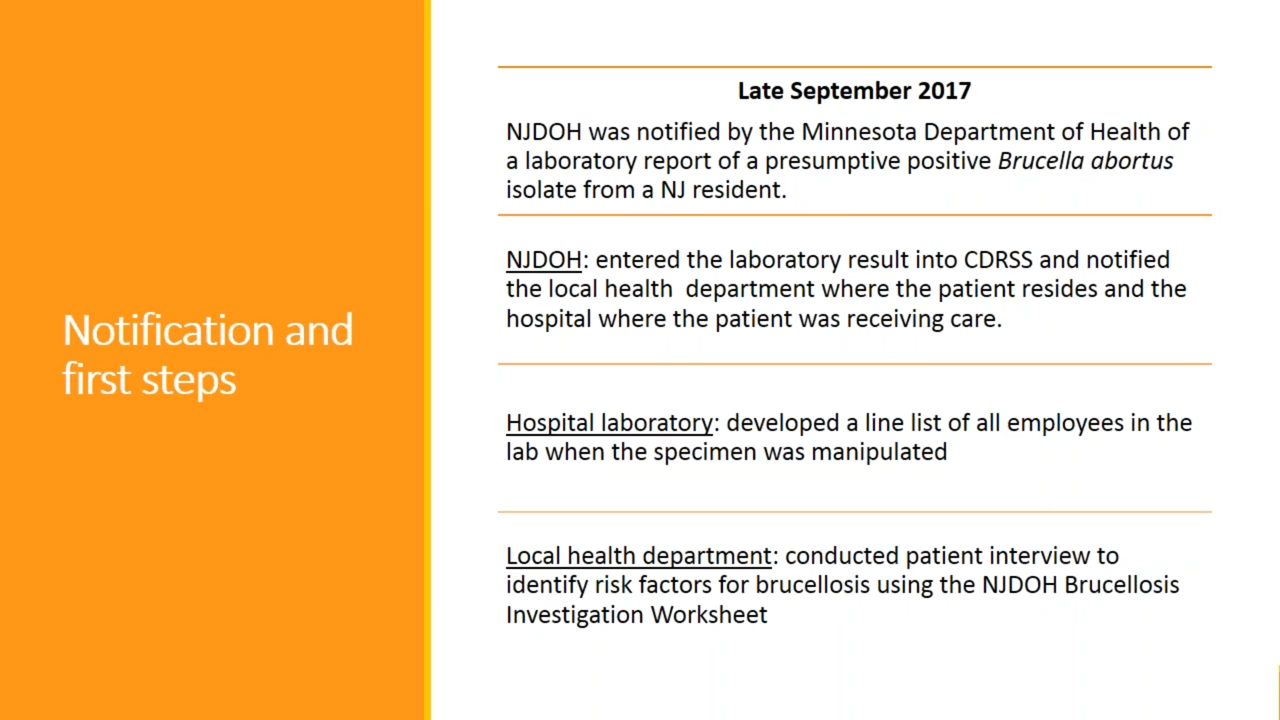 Notification and
first steps
Late September 2017
NJDOH was notified by the Minnesota Department of Health of
a laboratory report of a presumptive positive Brucella abortus
isolate from a NJ resident.
NJDOH: entered the laboratory result into CDRSS and notified
the local health  department where the patient resides and the
hospital where the patient was receiving care.
Hospital laboratory: developed a line list of all employees in the
lab when the specimen was manipulated
Local health department: conducted patient interview to
identify risk factors for brucellosis using the NJDOH Brucellosis
Investigation Worksheet